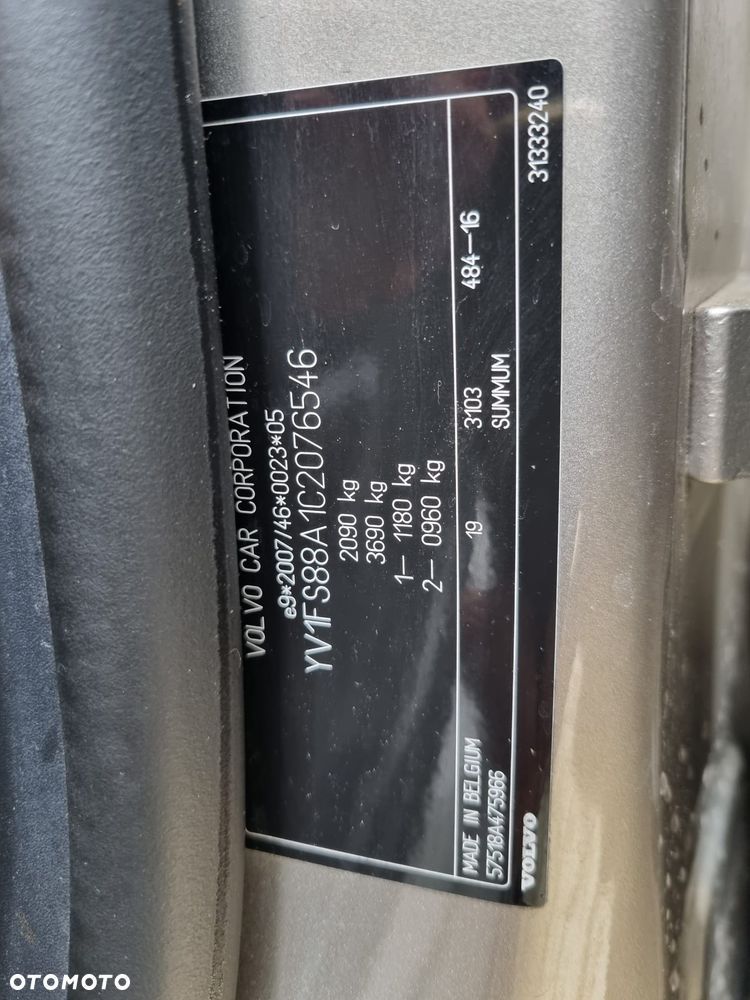 VOLVO CAR CORPORATION
e9*2007/46*0023*05
YV1FS88A1C2076546
2090 kg
3690 kg
1– 1180 kg
2– 0960 kg
MADE IN BELGIUM 19 3103 484–16
57518A475966 SUMMUM
VOLVO 31333240
OTOMOTO